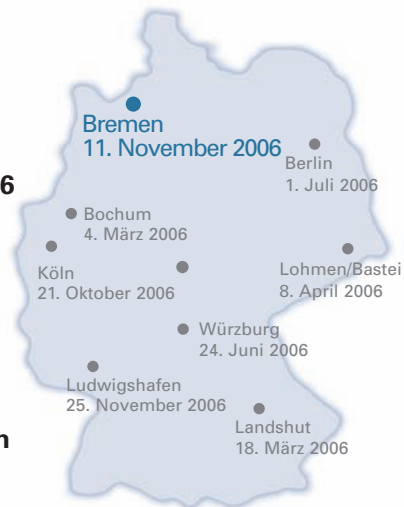 Bremen
11. November 2006
Berlin
1. Juli 2006
6
Bochum
4. März 2006
Köln
21. Oktober 2006
Lohmen/Bastei
8. April 2006
Würzburg
24. Juni 2006
Ludwigshafen
25. November 2006
Landshut
18. März 2006
n